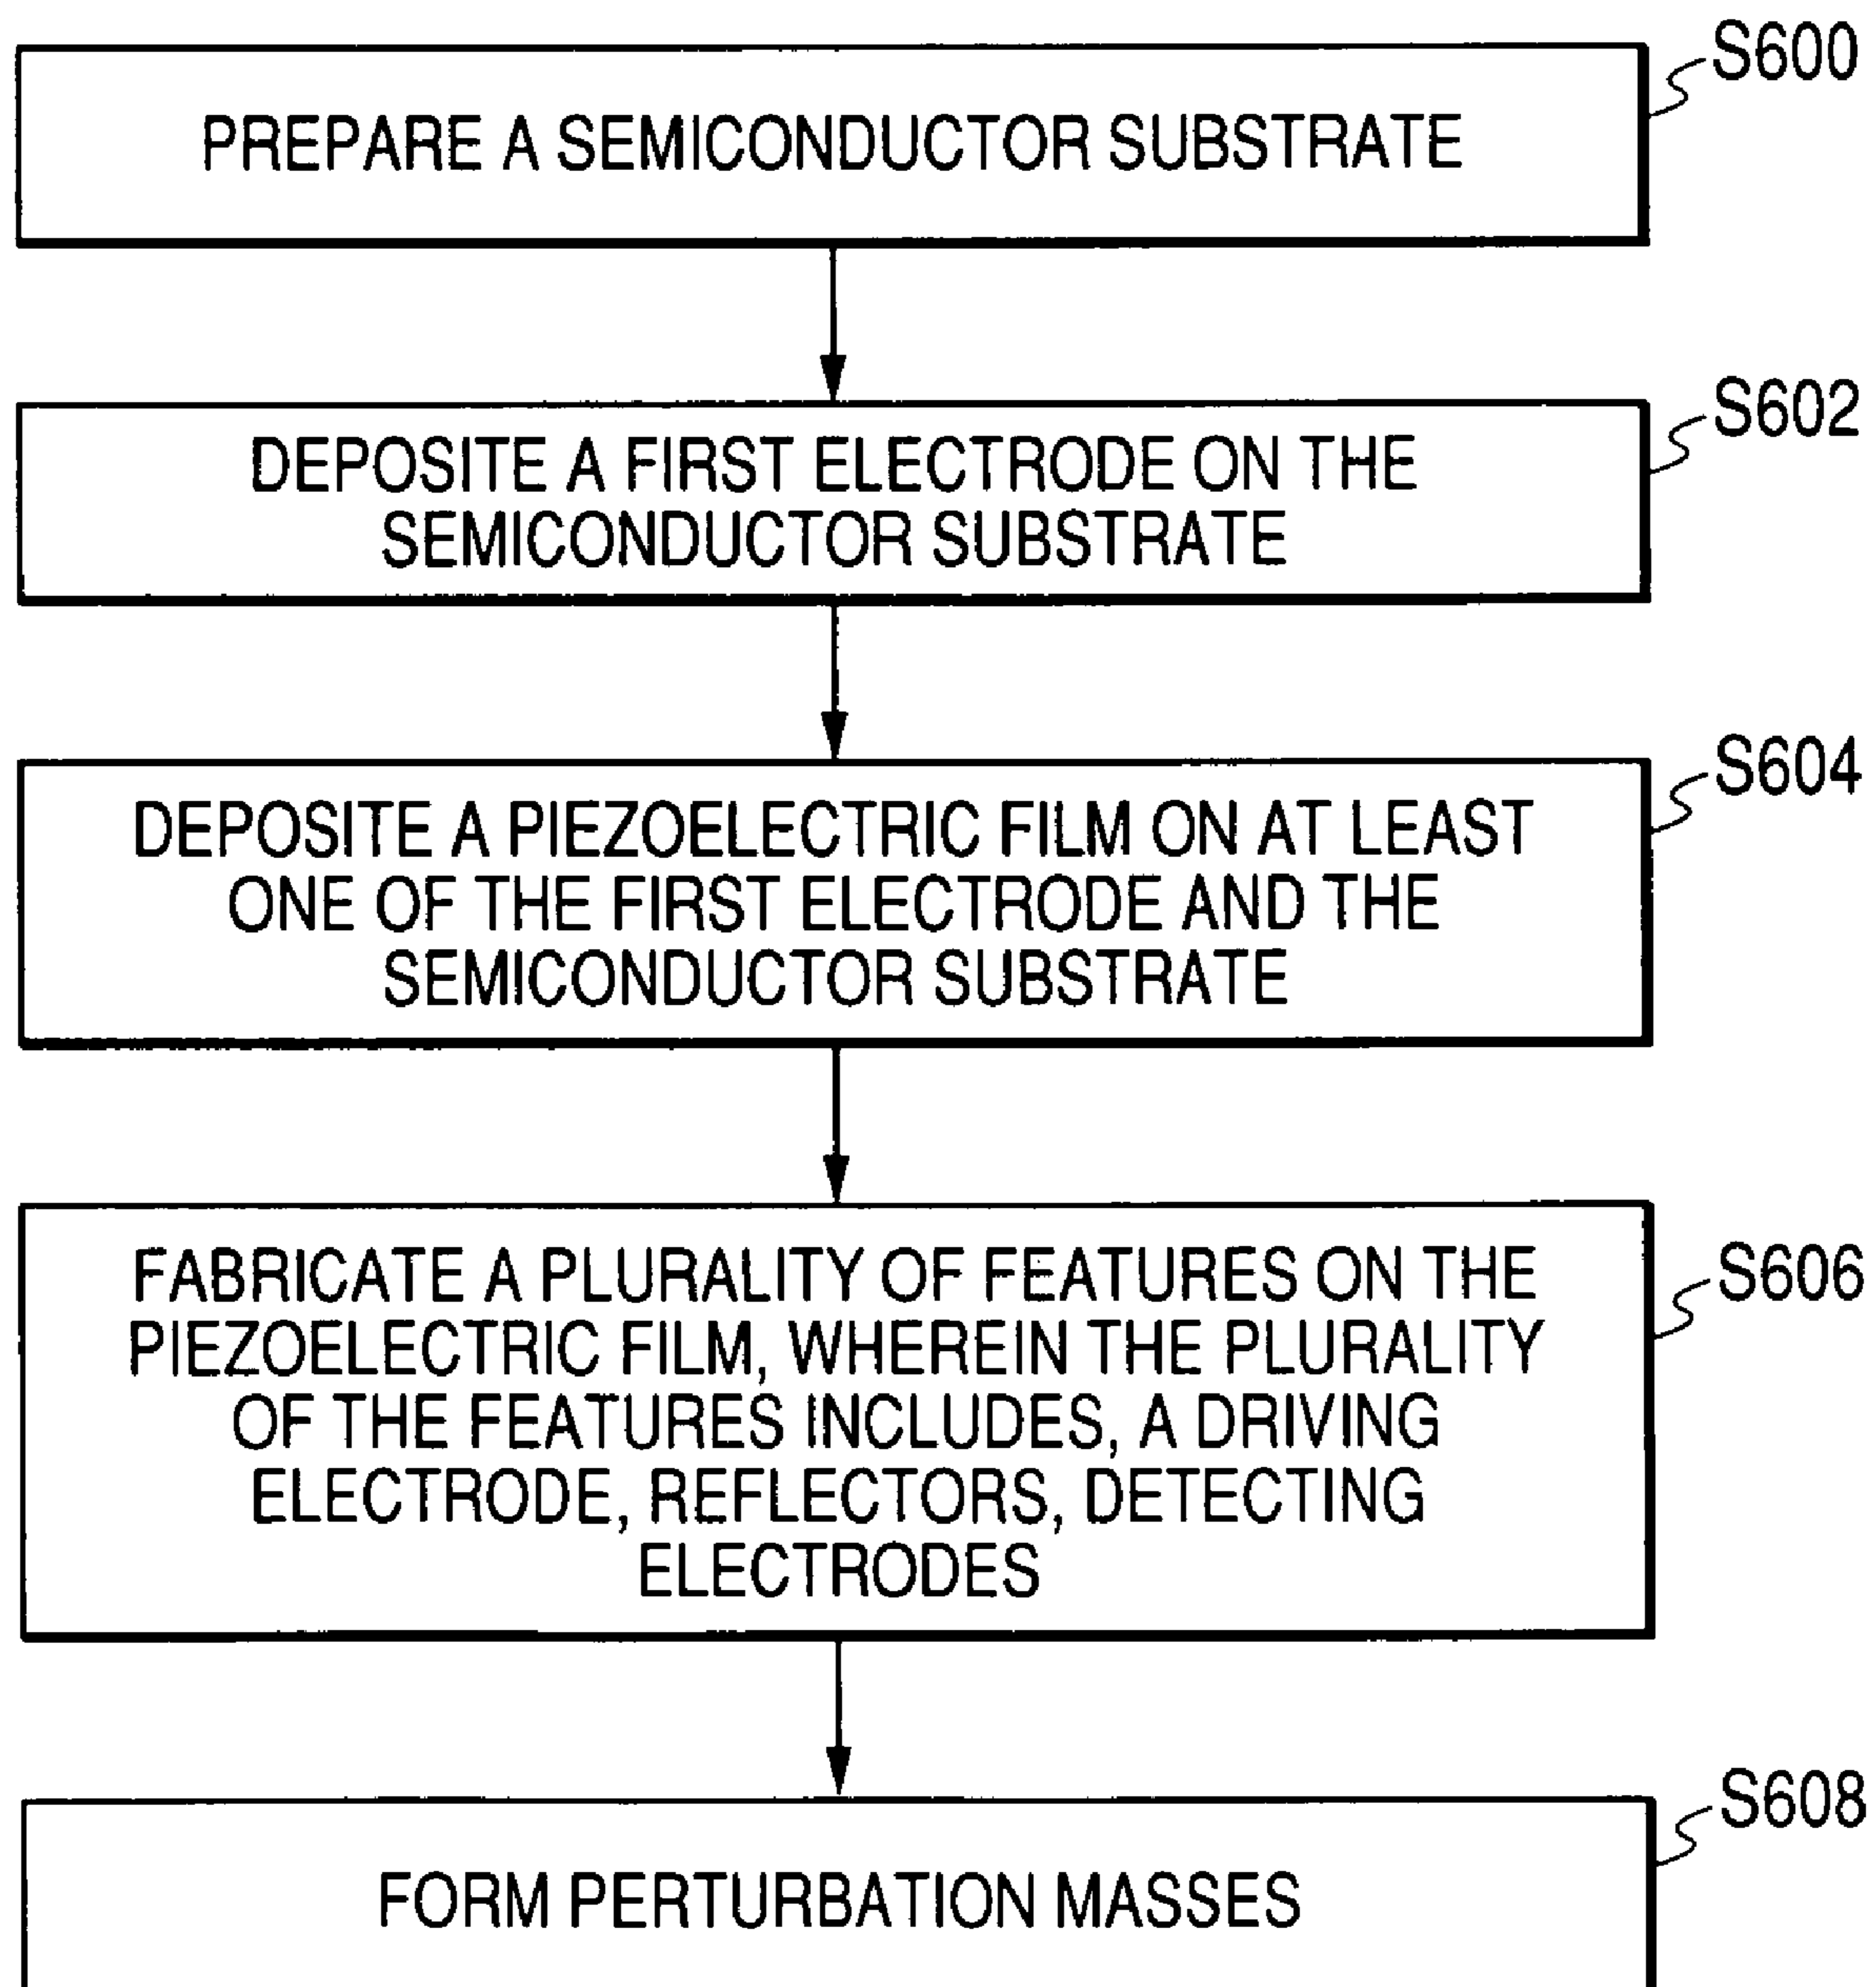 S600
PREPARE A SEMICONDUCTOR SUBSTRATE
S602
DEPOSITE A FIRST ELECTRODE ON THE
SEMICONDUCTOR SUBSTRATE
S604
DEPOSITE A PIEZOELECTRIC FILM ON AT LEAST
ONE OF THE FIRST ELECTRODE AND THE
SEMICONDUCTOR SUBSTRATE
S606
FABRICATE A PLURALITY OF FEATURES ON THE
PIEZOELECTRIC FILM, WHEREIN THE PLURALITY
OF THE FEATURES INCLUDES, A DRIVING
ELECTRODE, REFLECTORS, DETECTING
ELECTRODES
S608
FORM PERTURBATION MASSES